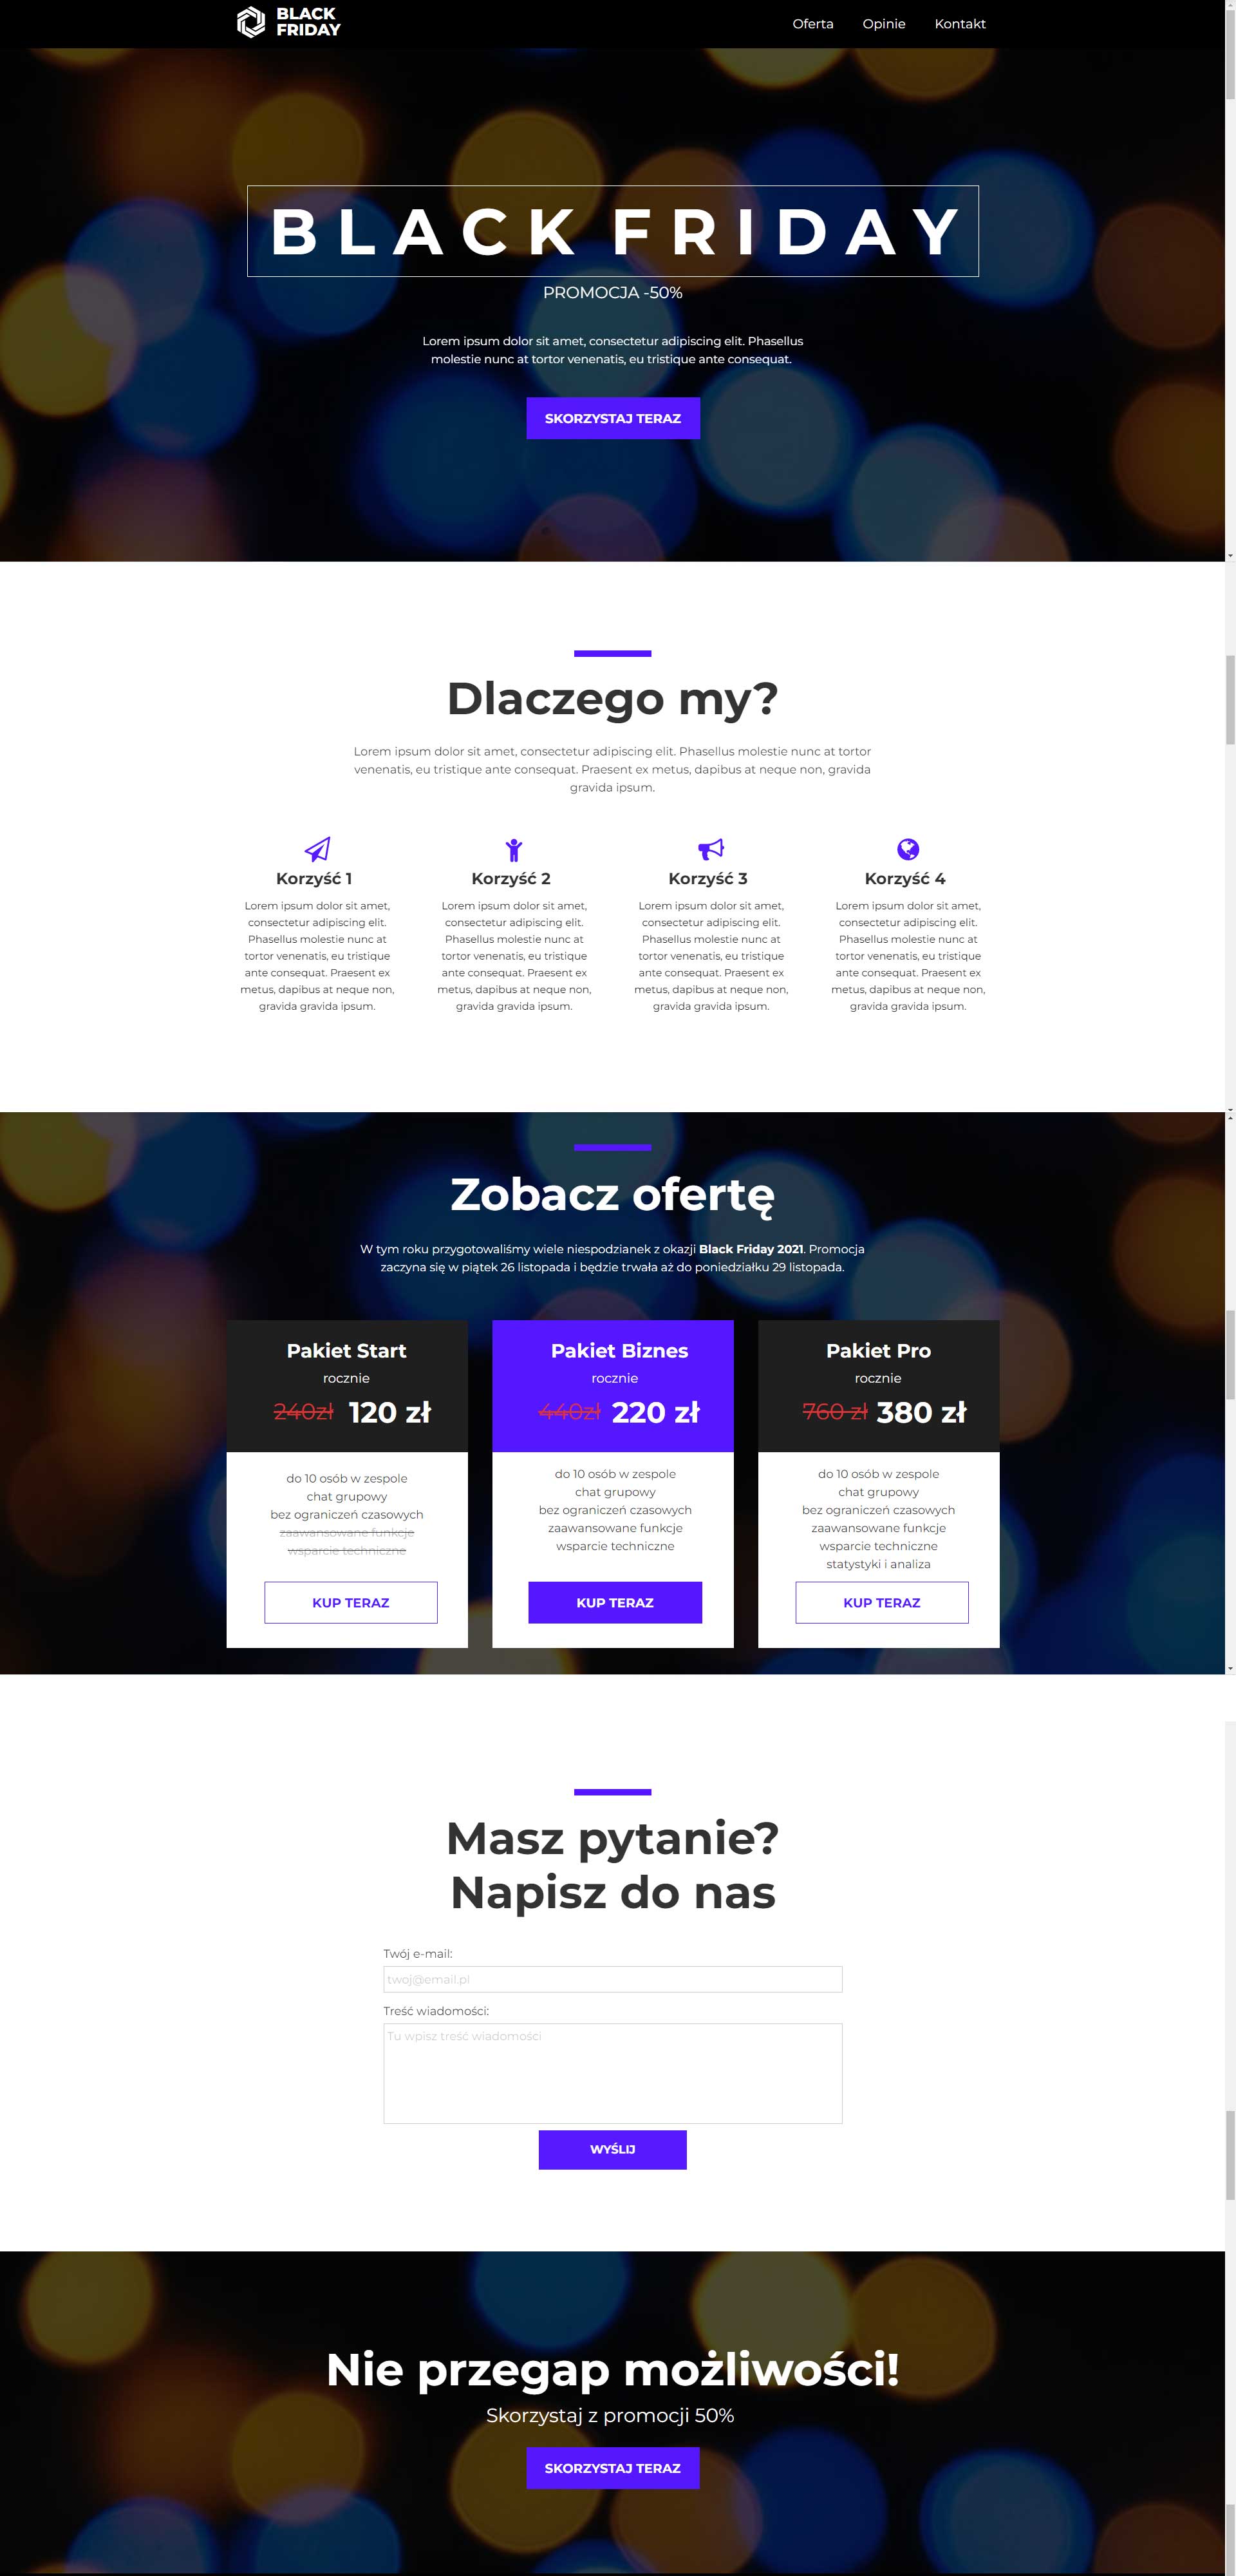 BLACK
FRIDAY
Oferta Opinie Kontakt
BLACK FRIDAY
PROMOCJA -50%
Lorem ipsum dolor sit amet, consectetur adipiscing elit. Phasellus
molestie nunc at tortor venenatis, eu tristique ante consequat.
SKORZYSTAJ TERAZ
Dlaczego my?
Lorem ipsum dolor sit amet, consectetur adipiscing elit. Phasellus molestie nunc at tortor
venenatis, eu tristique ante consequat. Praesent ex metus, dapibus at neque non, gravida
gravida ipsum.
Korzyść 1
Lorem ipsum dolor sit amet,
consectetur adipiscing elit.
Phasellus molestie nunc at
tortor venenatis, eu tristique
ante consequat. Praesent ex
metus, dapibus at neque non,
gravida gravida ipsum.
Korzyść 2
Lorem ipsum dolor sit amet,
consectetur adipiscing elit.
Phasellus molestie nunc at
tortor venenatis, eu tristique
ante consequat. Praesent ex
metus, dapibus at neque non,
gravida gravida ipsum.
Korzyść 3
Lorem ipsum dolor sit amet,
consectetur adipiscing elit.
Phasellus molestie nunc at
tortor venenatis, eu tristique
ante consequat. Praesent ex
metus, dapibus at neque non,
gravida gravida ipsum.
Korzyść 4
Lorem ipsum dolor sit amet,
consectetur adipiscing elit.
Phasellus molestie nunc at
tortor venenatis, eu tristique
ante consequat. Praesent ex
metus, dapibus at neque non,
gravida gravida ipsum.
Zobacz ofertę
W tym roku przygotowaliśmy wiele niespodzianek z okazji Black Friday 2021. Promocja
zaczyna się w piątek 26 listopada i będzie trwała aż do poniedziałku 29 listopada.
Pakiet Start
rocznie
240zł 120 zł
do 10 osób w zespole
chat grupowy
bez ograniczeń czasowych
zaawansowane funkcje
wsparcie techniczne
KUP TERAZ
Pakiet Biznes
rocznie
440zł 220 zł
do 10 osób w zespole
chat grupowy
bez ograniczeń czasowych
zaawansowane funkcje
wsparcie techniczne
KUP TERAZ
Pakiet Pro
rocznie
760 zł 380 zł
do 10 osób w zespole
chat grupowy
bez ograniczeń czasowych
zaawansowane funkcje
wsparcie techniczne
statystyki i analiza
KUP TERAZ
Masz pytanie?
Napisz do nas
Twój e-mail:
twoj@email.pl
Treść wiadomości:
Tu wpisz treść wiadomości
WYŚLIJ
Nie przegap możliwości!
Skorzystaj z promocji 50%
SKORZYSTAJ TERAZ